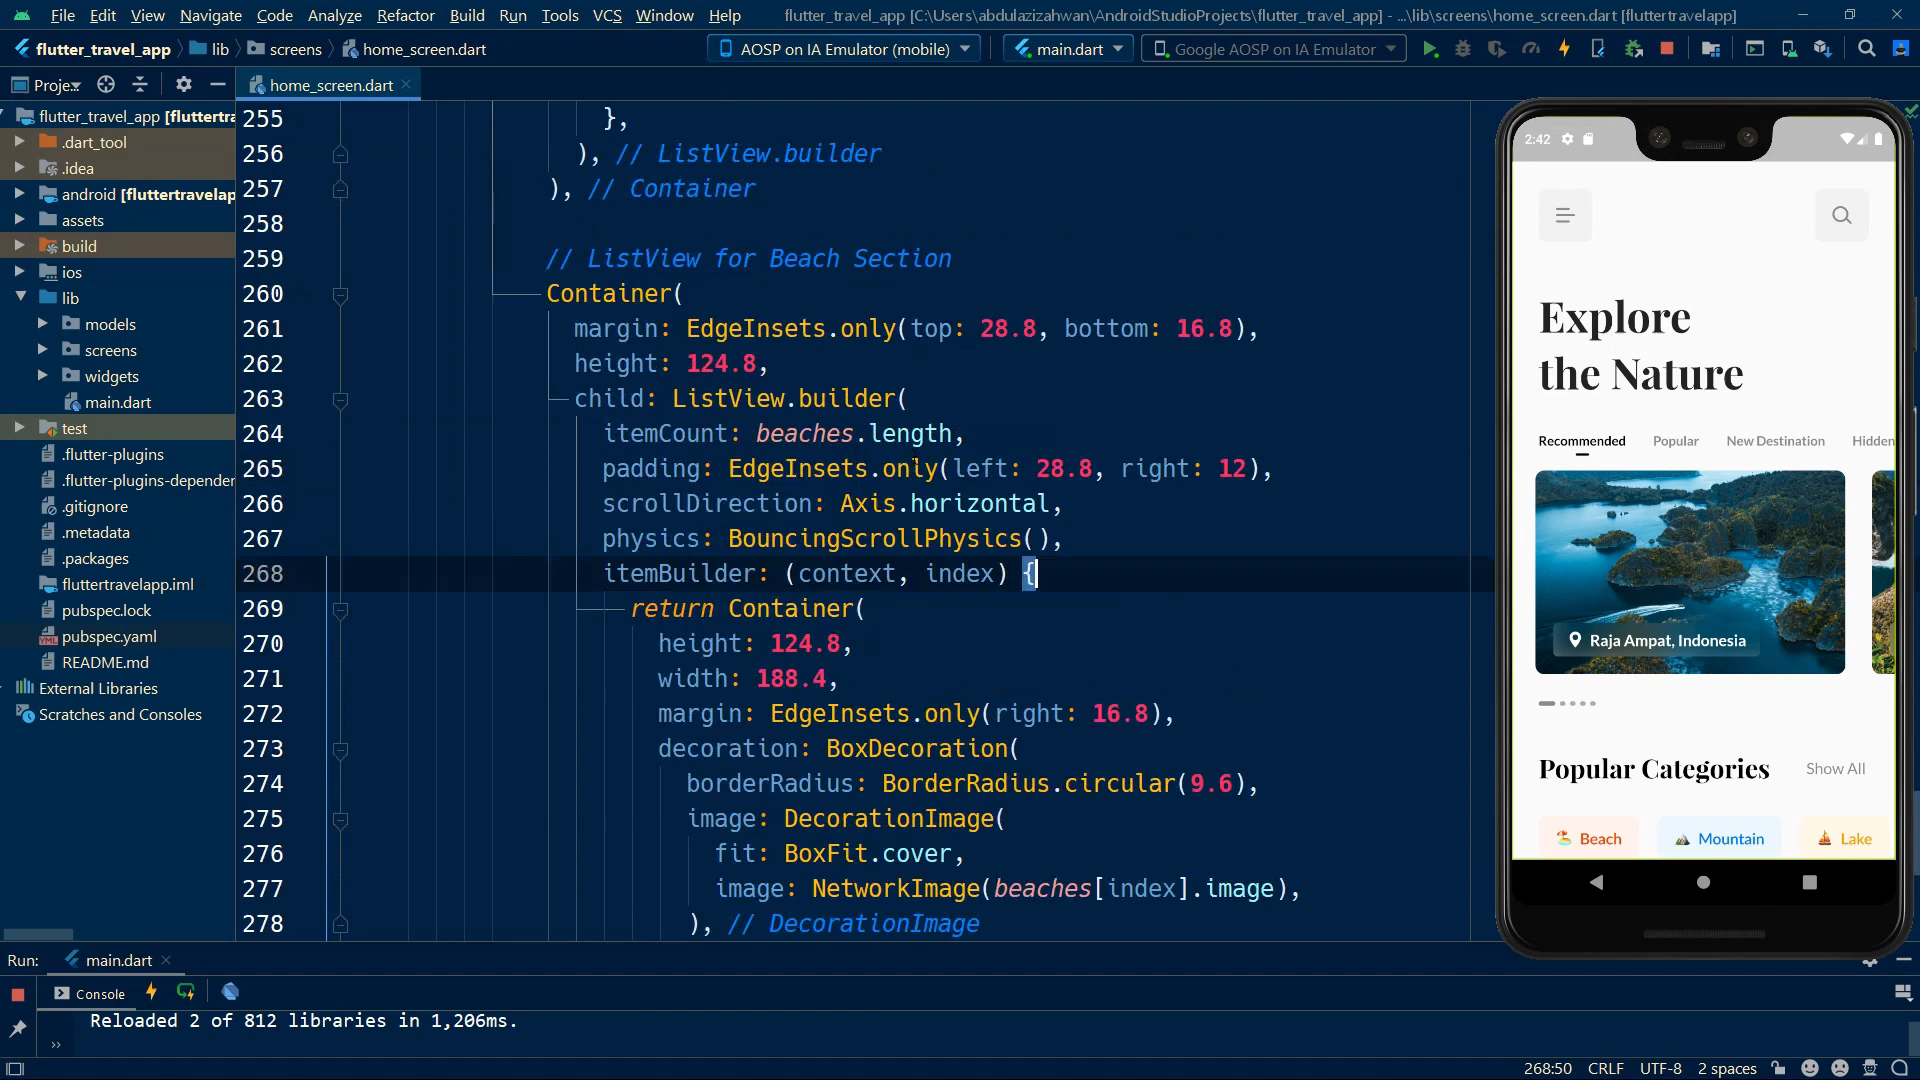 File Edit View Navigate Code Analyze Refactor Build Run Tools VCS Window Help flutter_travel_app [C:\Users\abdulazizahwan\AndroidStudioProjects\flutter_travel_app] - ...\lib\screens\home_screen.dart [fluttertravelapp]
flutter_travel_app lib screens home_screen.dart AOSP on IA Emulator (mobile) main.dart Google AOSP on IA Emulator
Proje... home_screen.dart
flutter_travel_app [fluttertra
.dart_tool
.idea
android [fluttertravelap
assets
build
ios
lib
models
screens
widgets
main.dart
test
.flutter-plugins
.flutter-plugins-depender
.gitignore
.metadata
.packages
fluttertravelapp.iml
pubspec.lock
pubspec.yaml
README.md
External Libraries
Scratches and Consoles
255 },
256 ), // ListView.builder
257 ), // Container
258
259 // ListView for Beach Section
260 Container(
261 margin: EdgeInsets.only(top: 28.8, bottom: 16.8),
262 height: 124.8,
263 child: ListView.builder(
264 itemCount: beaches.length,
265 padding: EdgeInsets.only(left: 28.8, right: 12),
266 scrollDirection: Axis.horizontal,
267 physics: BouncingScrollPhysics(),
268 itemBuilder: (context, index) {
269 return Container(
270 height: 124.8,
271 width: 188.4,
272 margin: EdgeInsets.only(right: 16.8),
273 decoration: BoxDecoration(
274 borderRadius: BorderRadius.circular(9.6),
275 image: DecorationImage(
276 fit: BoxFit.cover,
277 image: NetworkImage(beaches[index].image),
278 ), // DecorationImage
2:42
Explore
the Nature
Recommended Popular New Destination Hidden
Raja Ampat, Indonesia
Popular Categories Show All
Beach Mountain Lake
Run: main.dart
Console
Reloaded 2 of 812 libraries in 1,206ms.
268:50 CRLF UTF-8 2 spaces